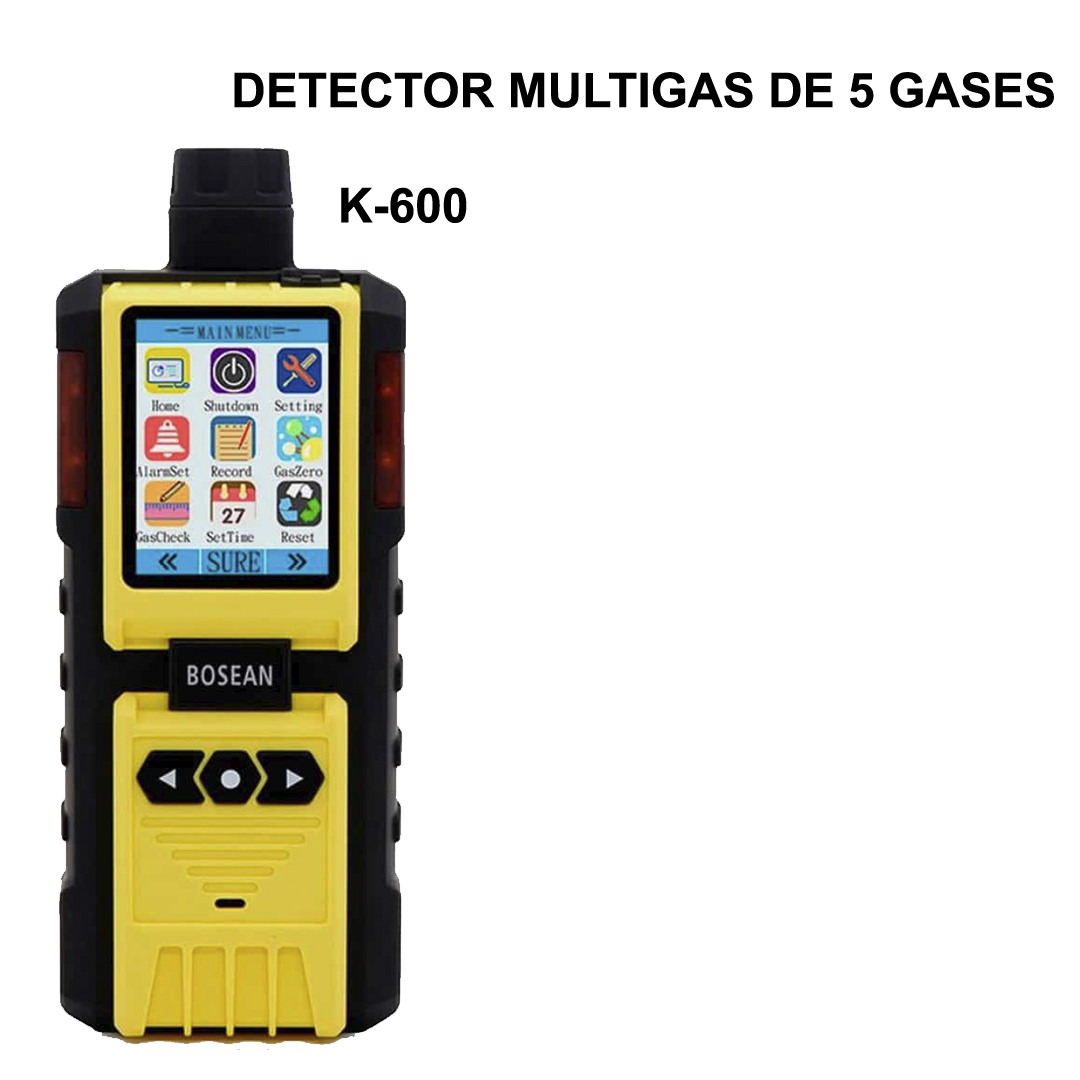 DETECTOR MULTIGAS DE 5 GASES
K-600
MAIN MENU
Home Shutdown Setting
AlarmSet Record GasZero
27
GasCheck SetTime Reset
« SURE »
BOSEAN